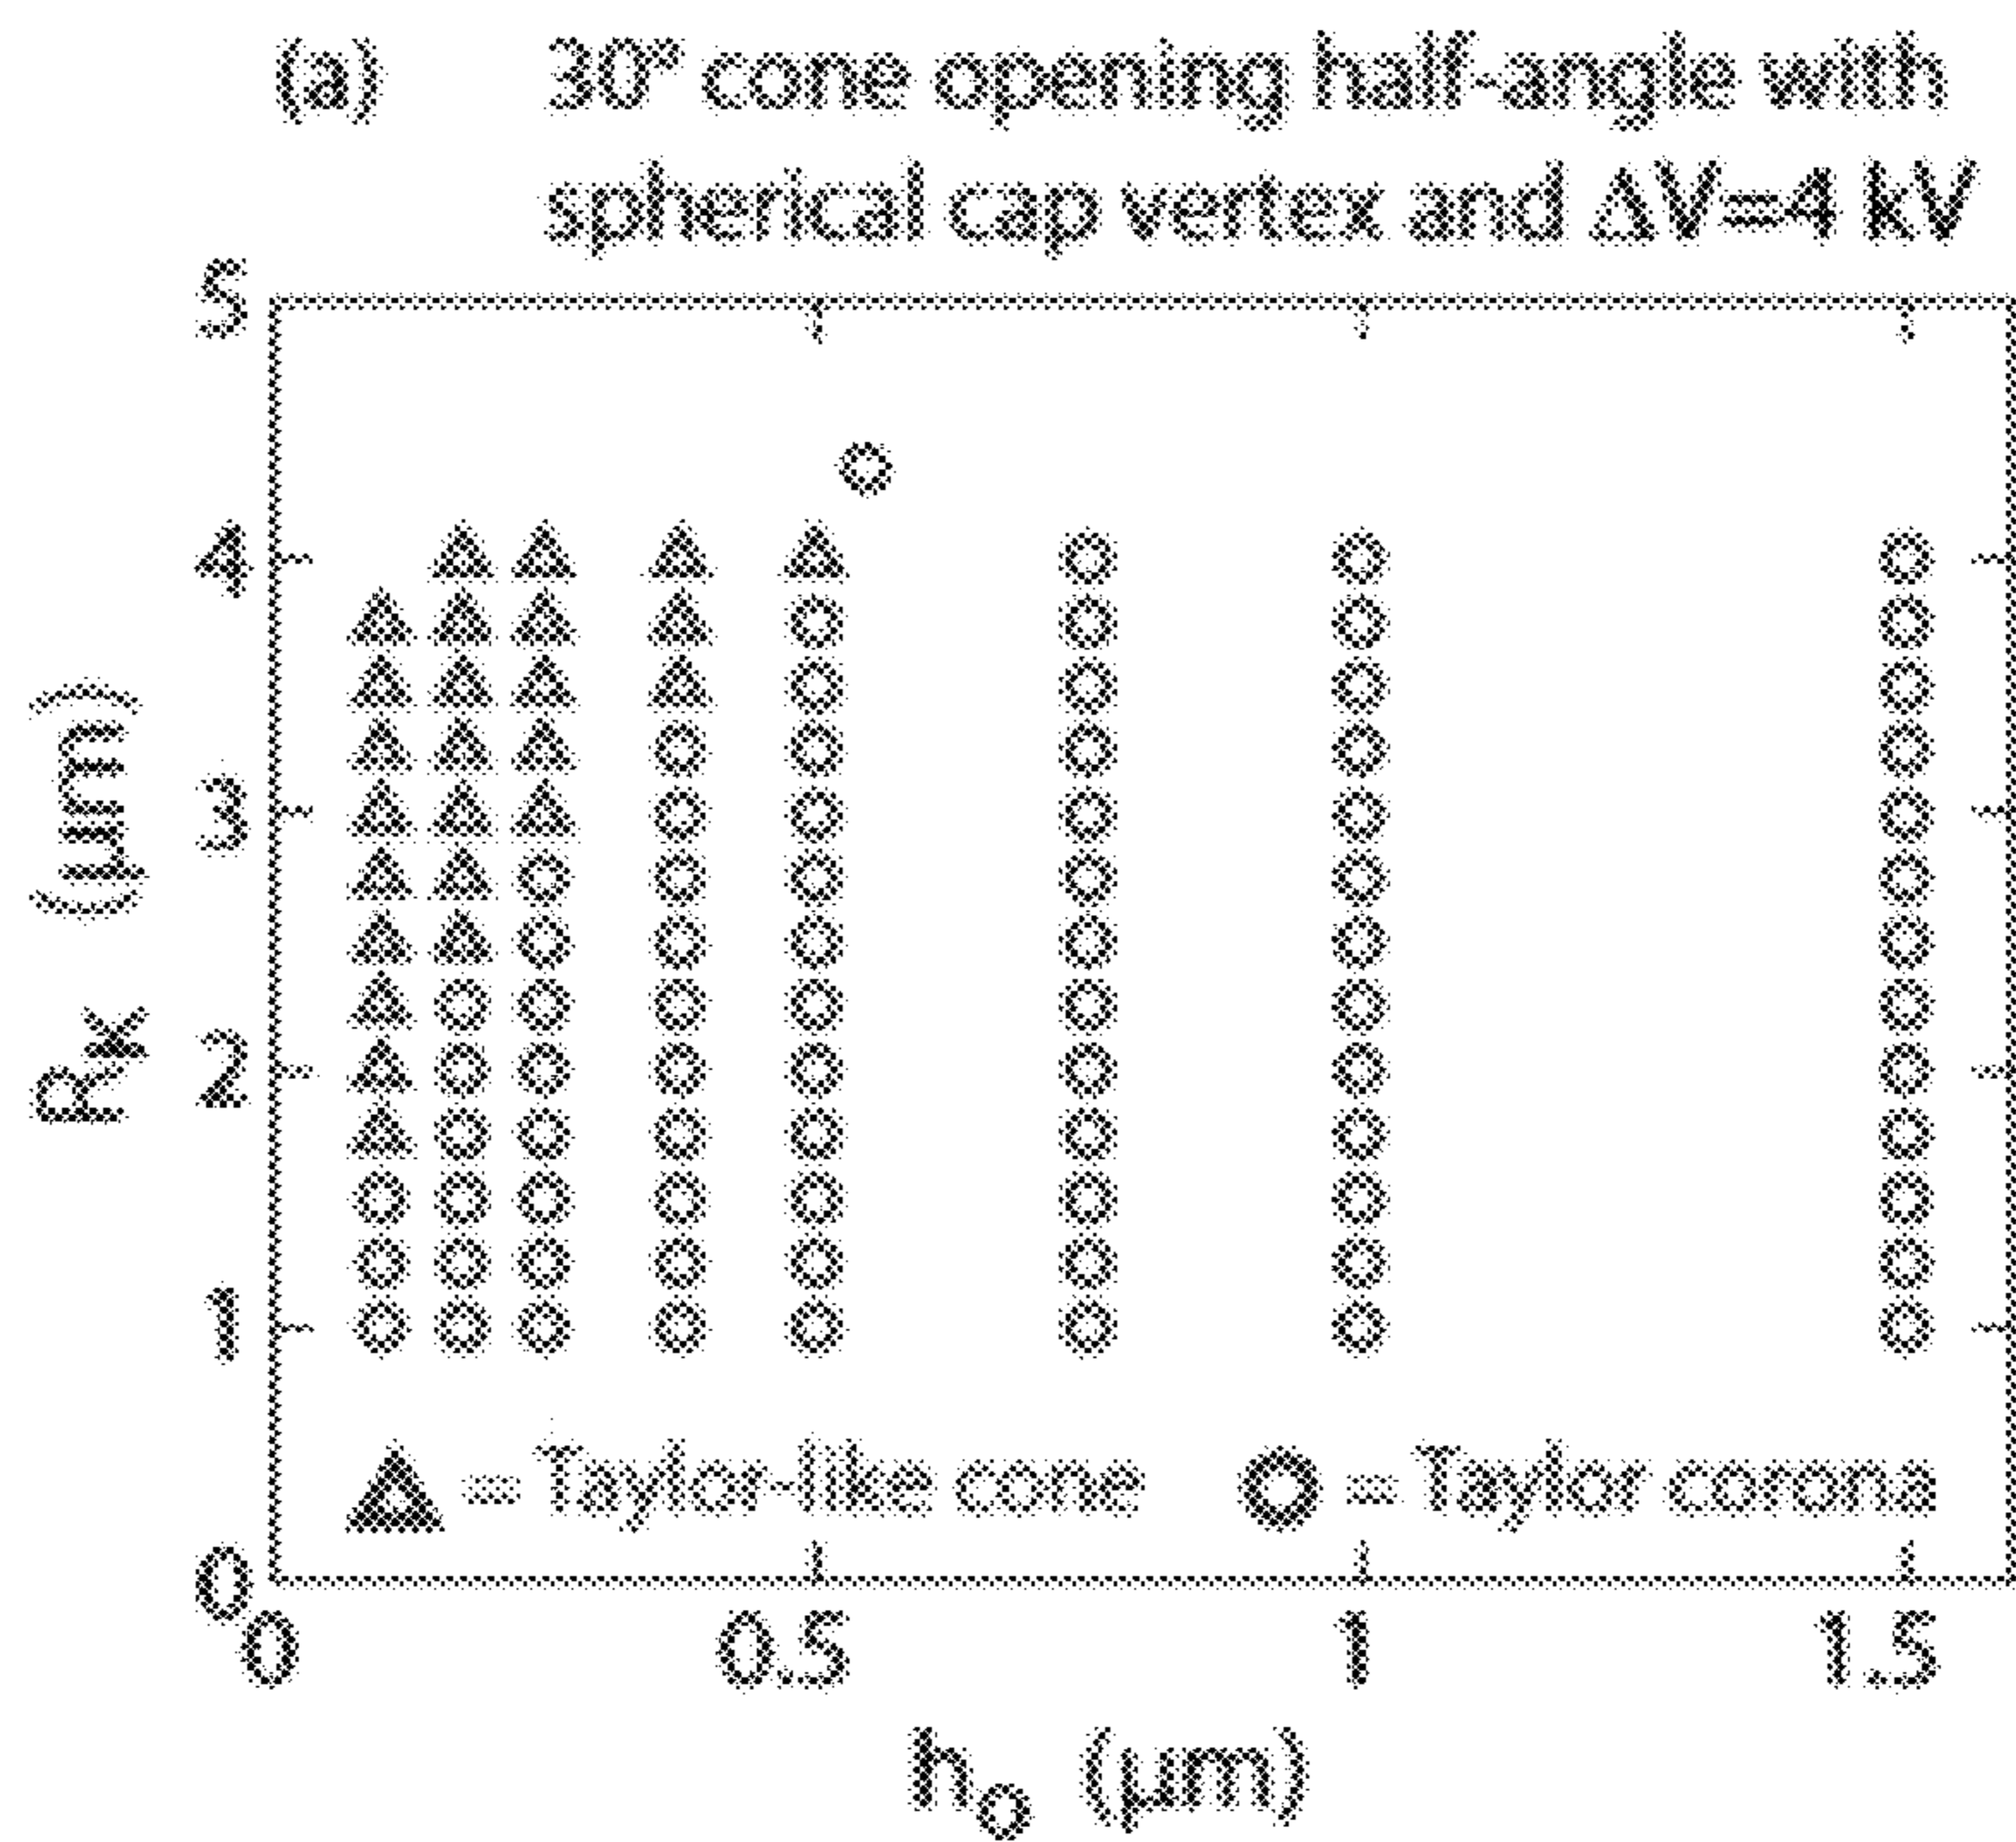 (a) 30° cone opening half-angle with
spherical cap vertex and ΔV=4 kV
5
4
3
2
1
0
R* (μm)
▲ = Taylor-like cone O = Taylor corona
0 0.5 1 1.5
ho (μm)